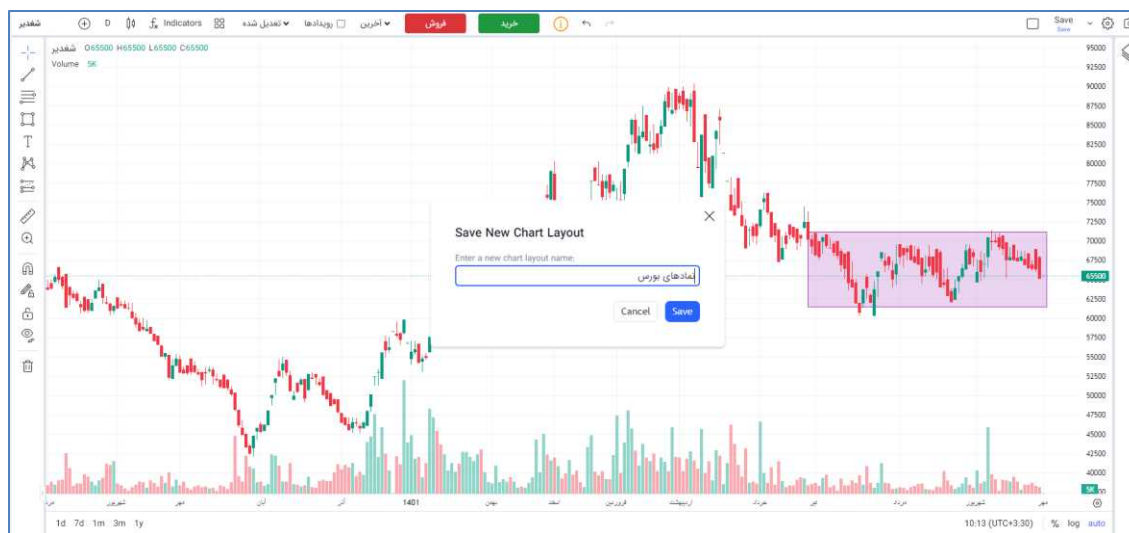 شغدیر D Indicators تعدیل شده رویدادها آخرین فروش خرید Save
Save
شغدیر O65500 H65500 L65500 C65500
Volume 5K
95000
92500
90000
87500
85000
82500
80000
77500
75000
72500
70000
67500
65500
62500
60000
57500
55000
52500
50000
47500
45000
42500
40000
5K
Save New Chart Layout
Enter a new chart layout name:
نمادهای بورس
Cancel Save
شهریور مهر آبان آذر 1401 بهمن اسفند فروردین اردیبهشت خرداد تیر مرداد شهریور مهر
1d 7d 1m 3m 1y 10:13 (UTC+3:30) % log auto